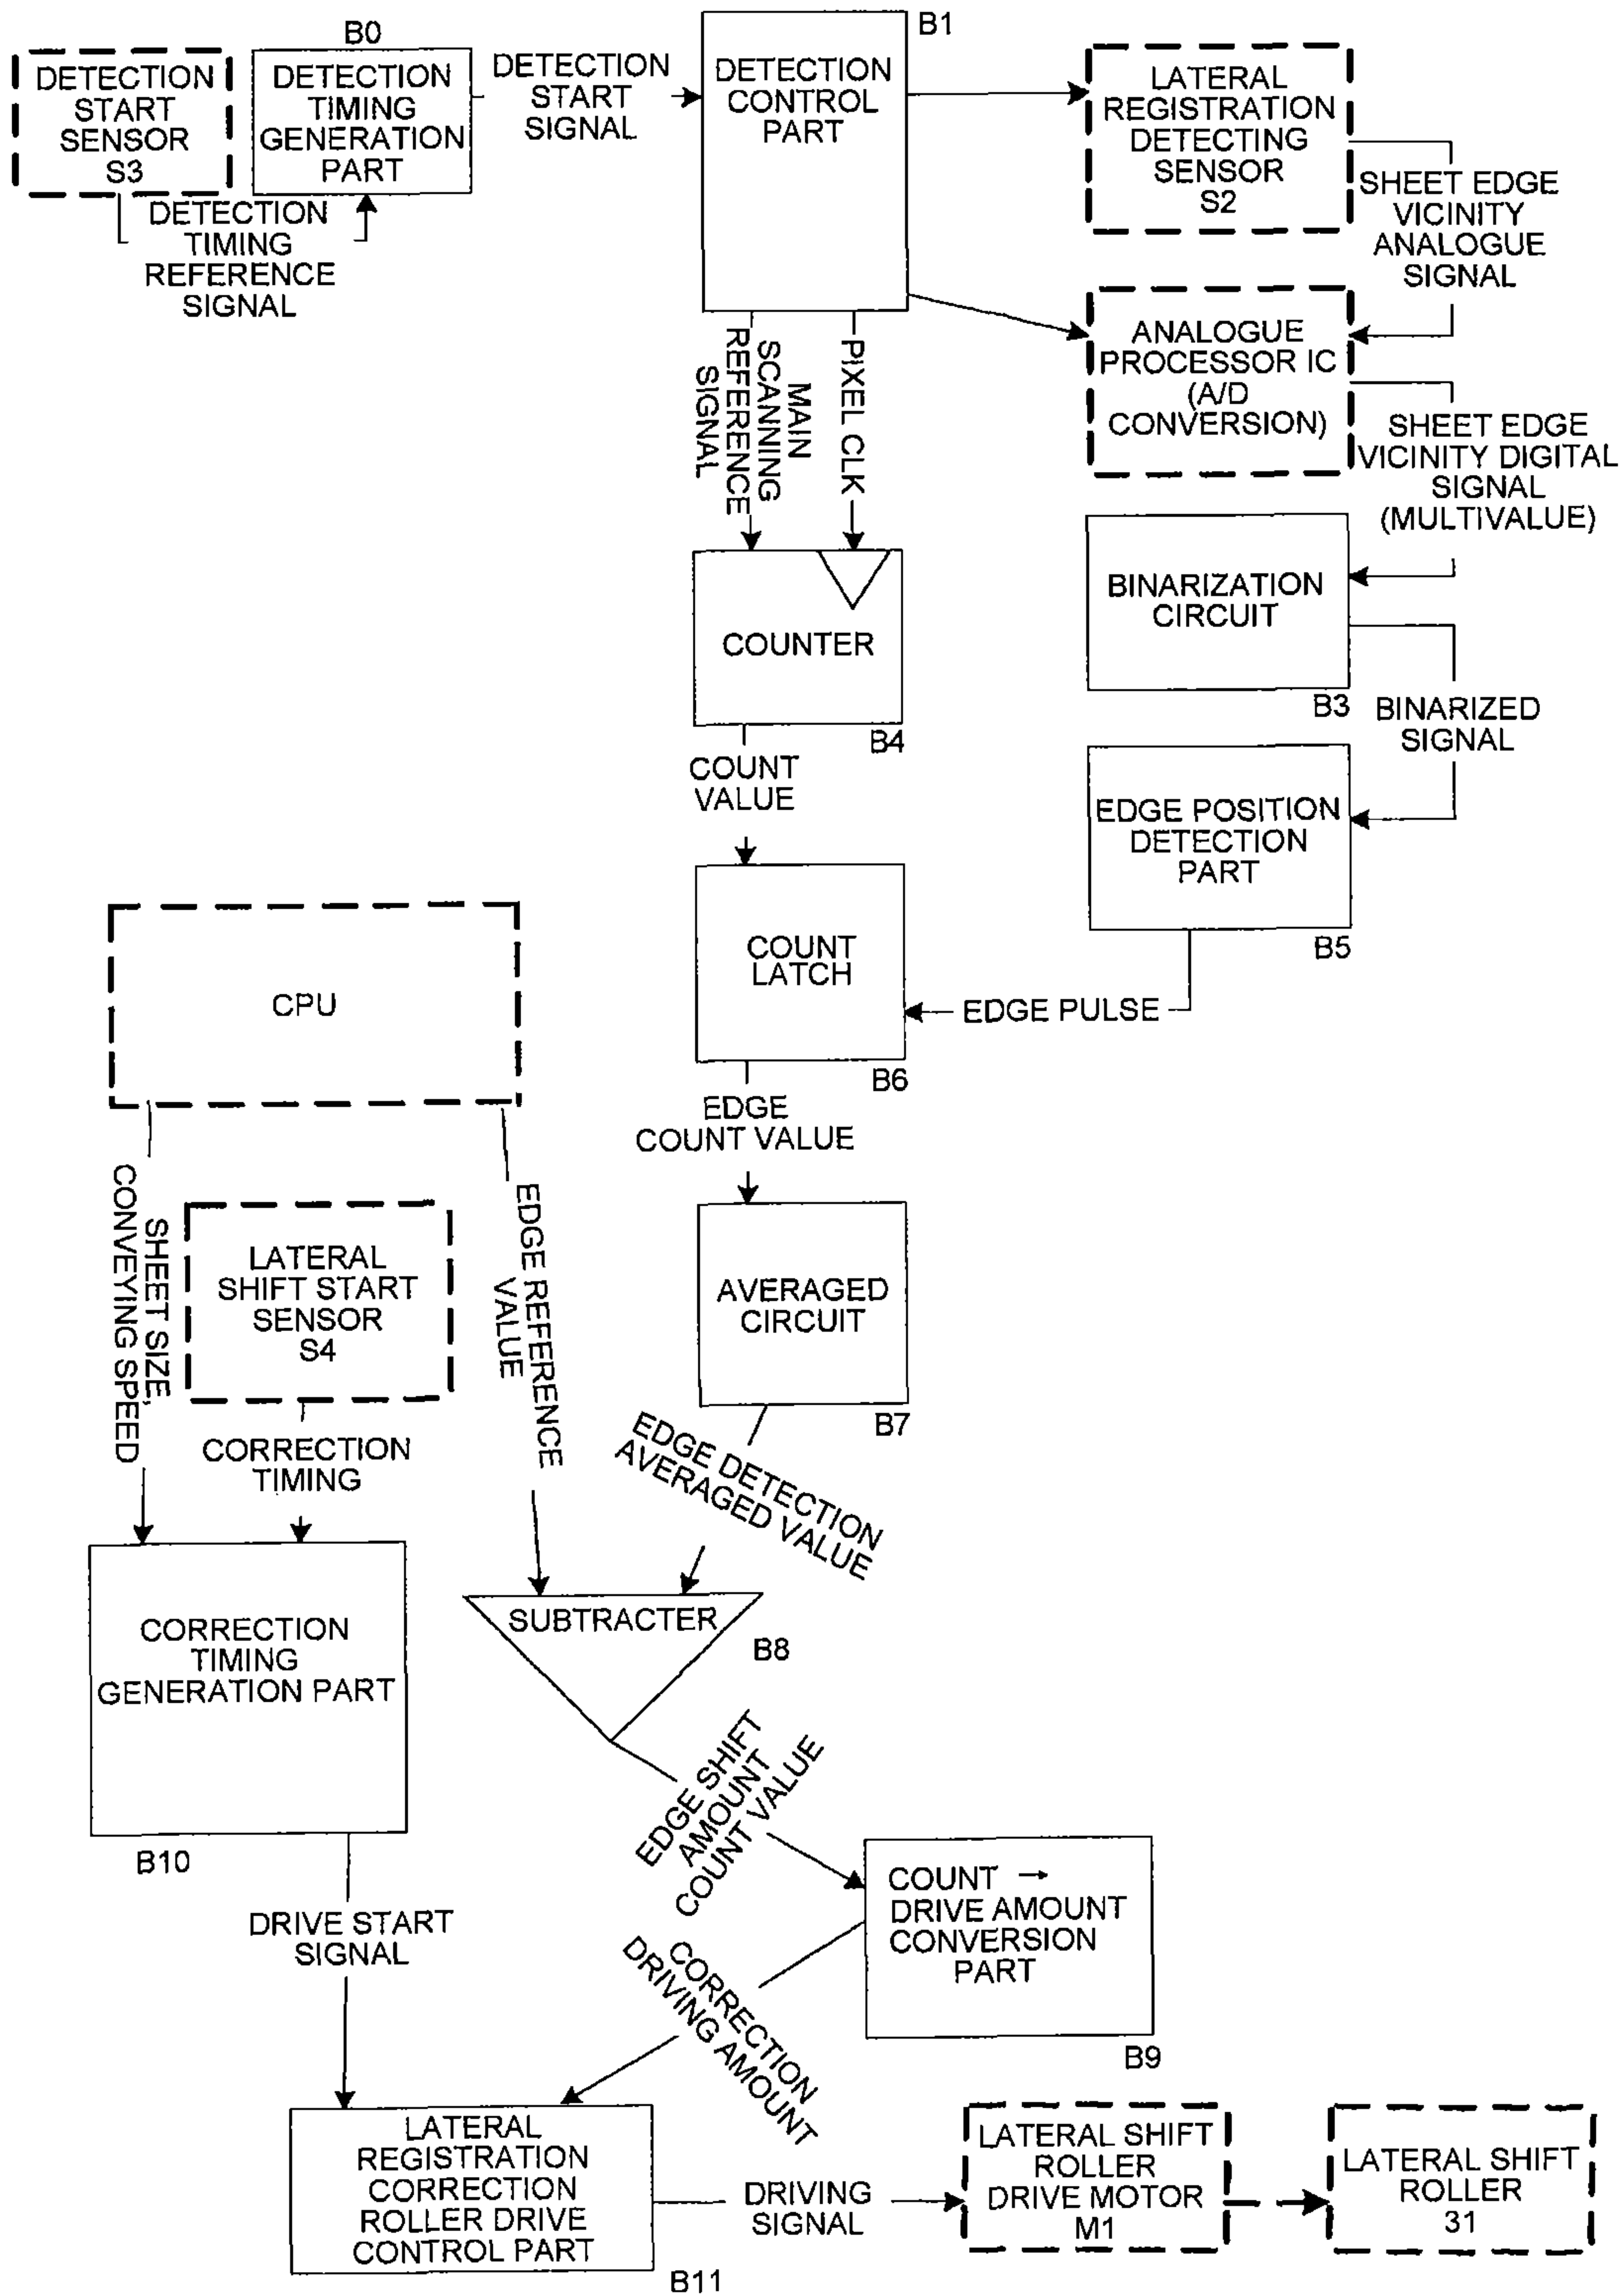 B0
DETECTION
START
SENSOR
S3
DETECTION
TIMING
GENERATION
PART
DETECTION
START
SIGNAL
DETECTION
TIMING
REFERENCE
SIGNAL
B1
DETECTION
CONTROL
PART
LATERAL
REGISTRATION
DETECTING
SENSOR
S2
SHEET EDGE
VICINITY
ANALOGUE
SIGNAL
ANALOGUE
PROCESSOR IC
(A/D
CONVERSION)
SHEET EDGE
VICINITY DIGITAL
SIGNAL
(MULTIVALUE)
MAIN
SCANNING
REFERENCE
SIGNAL
PIXEL CLK
COUNTER
B4
BINARIZATION
CIRCUIT
B3
BINARIZED
SIGNAL
COUNT
VALUE
EDGE POSITION
DETECTION
PART
B5
COUNT
LATCH
B6
EDGE PULSE
CPU
EDGE
COUNT VALUE
SHEET SIZE,
CONVEYING SPEED
LATERAL
SHIFT START
SENSOR
S4
EDGE REFERENCE
VALUE
AVERAGED
CIRCUIT
B7
CORRECTION
TIMING
EDGE DETECTION
AVERAGED VALUE
CORRECTION
TIMING
GENERATION PART
B10
SUBTRACTER
B8
EDGE SHIFT
AMOUNT
COUNT VALUE
COUNT →
DRIVE AMOUNT
CONVERSION
PART
B9
DRIVE START
SIGNAL
CORRECTION
DRIVING AMOUNT
LATERAL
REGISTRATION
CORRECTION
ROLLER DRIVE
CONTROL PART
B11
DRIVING
SIGNAL
LATERAL SHIFT
ROLLER
DRIVE MOTOR
M1
LATERAL SHIFT
ROLLER
31